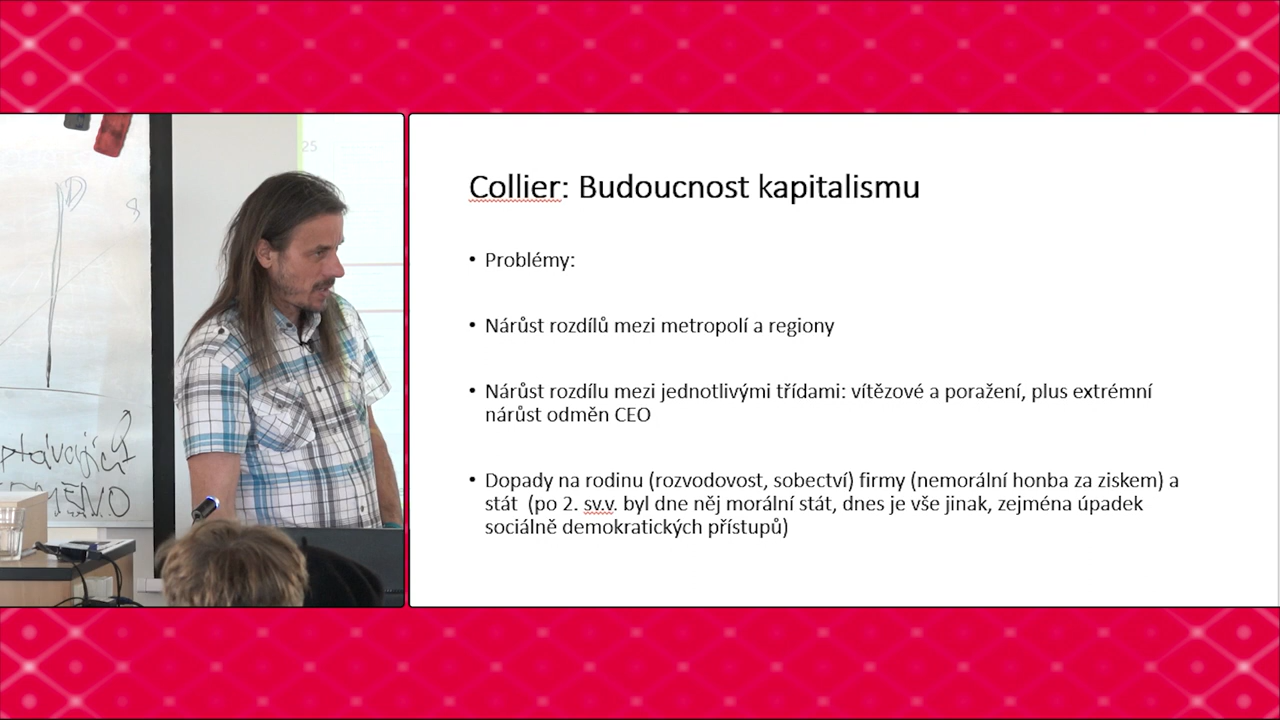 Collier: Budoucnost kapitalismu
• Problémy:
• Nárůst rozdílů mezi metropolí a regiony
• Nárůst rozdílu mezi jednotlivými třídami: vítězové a poražení, plus extrémní
nárůst odměn CEO
• Dopady na rodinu (rozvodovost, sobectví) firmy (nemorální honba za ziskem) a
stát (po 2. sv.v. byl dne něj morální stát, dnes je vše jinak, zejména úpadek
sociálně demokratických přístupů)
25
D
8